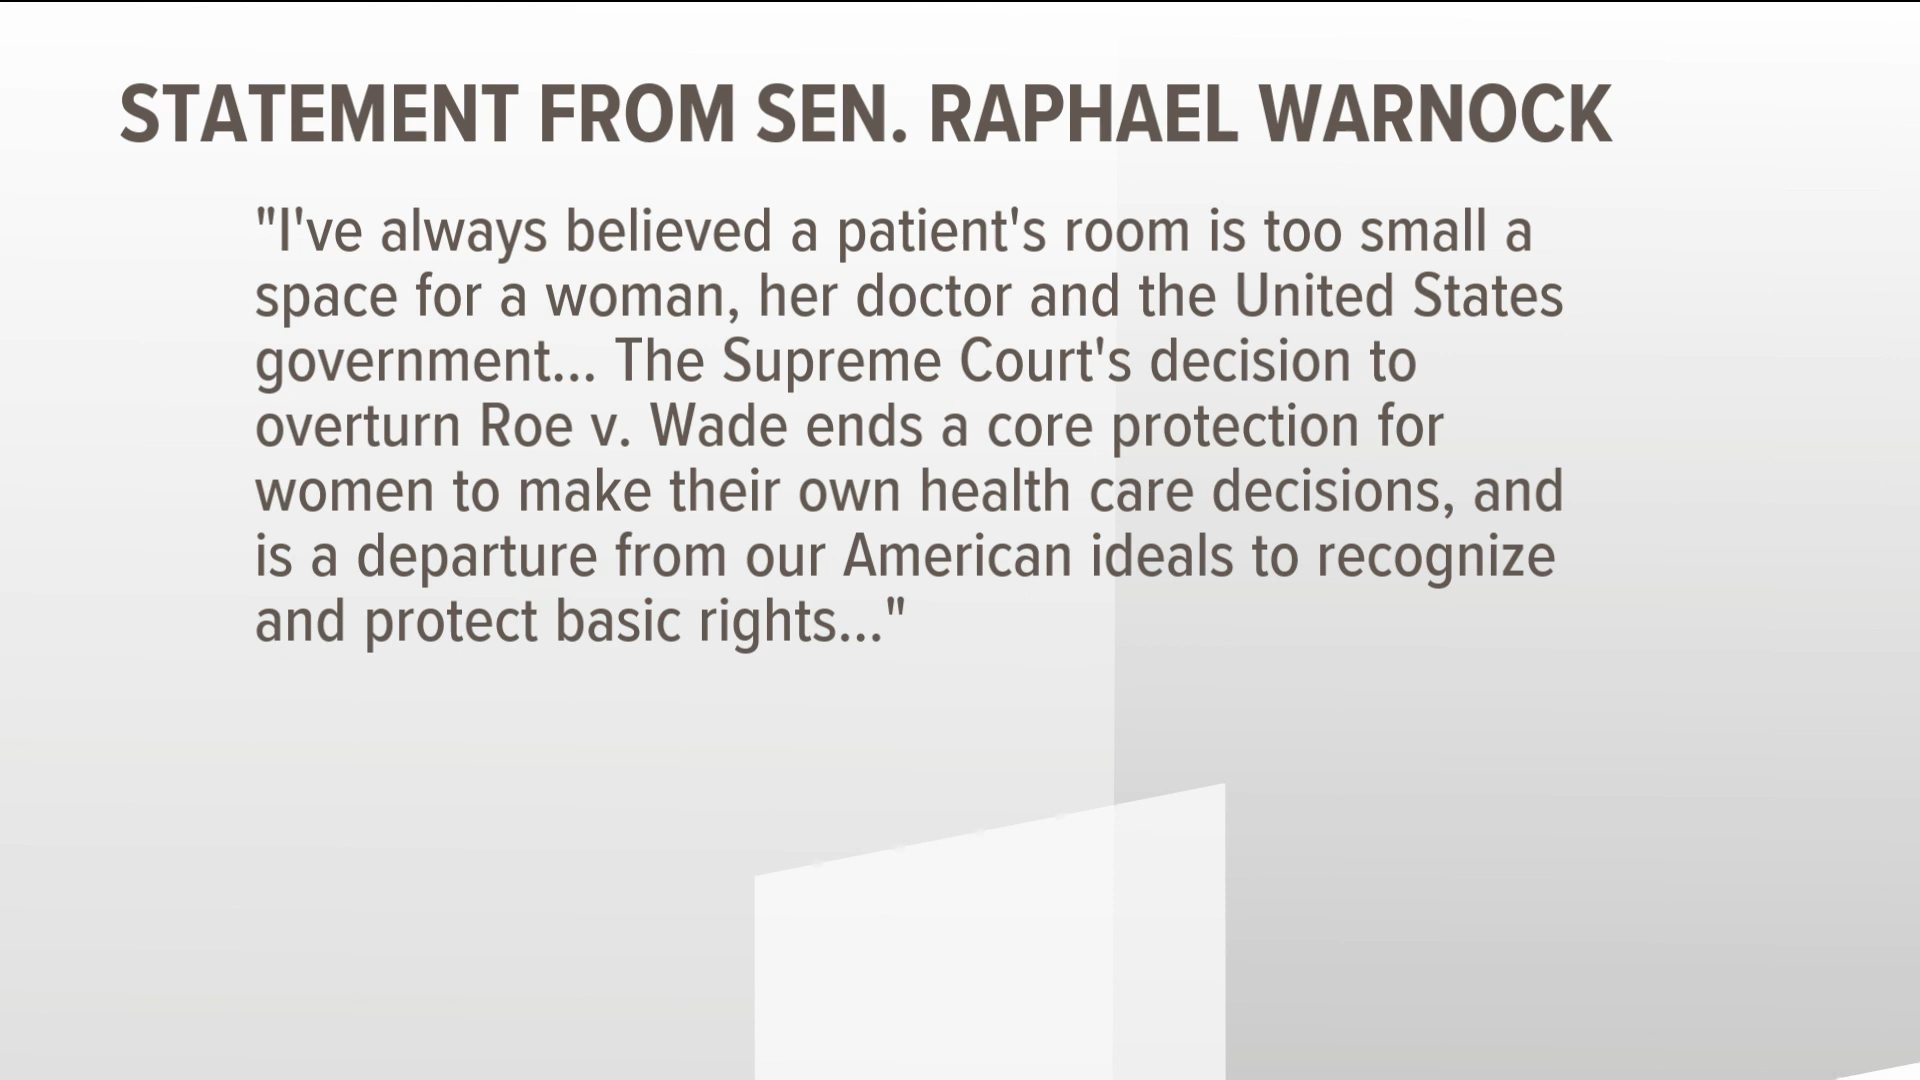 STATEMENT FROM SEN. RAPHAEL WARNOCK
"I've always believed a patient's room is too small a
space for a woman, her doctor and the United States
government... The Supreme Court's decision to
overturn Roe v. Wade ends a core protection for
women to make their own health care decisions, and
is a departure from our American ideals to recognize
and protect basic rights..."